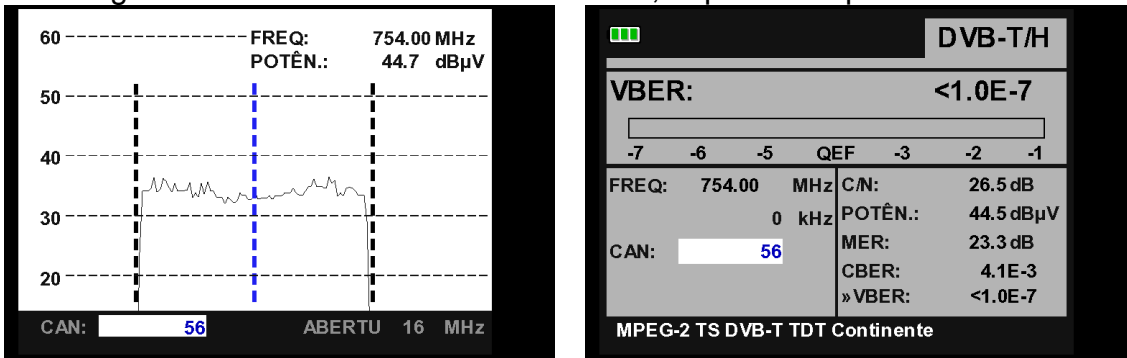 60 FREQ: 754.00 MHz
POTÊN.: 44.7 dBµV
50
40
30
20
CAN: 56 ABERTU 16 MHz
DVB-T/H
VBER: <1.0E-7
-7 -6 -5 QEF -3 -2 -1
FREQ: 754.00 MHz
0 kHz
CAN: 56
C/N: 26.5 dB
POTÊN.: 44.5 dBµV
MER: 23.3 dB
CBER: 4.1E-3
»VBER: <1.0E-7
MPEG-2 TS DVB-T TDT Continente